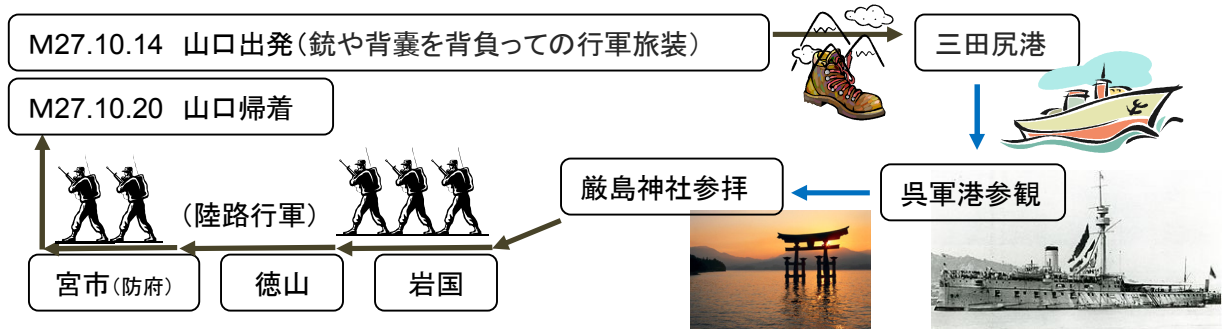 M27.10.14 山口出発(銃や背嚢を背負っての行軍旅装)
三田尻港
M27.10.20 山口帰着
厳島神社参拝
呉軍港参観
(陸路行軍)
宮市(防府)
徳山
岩国